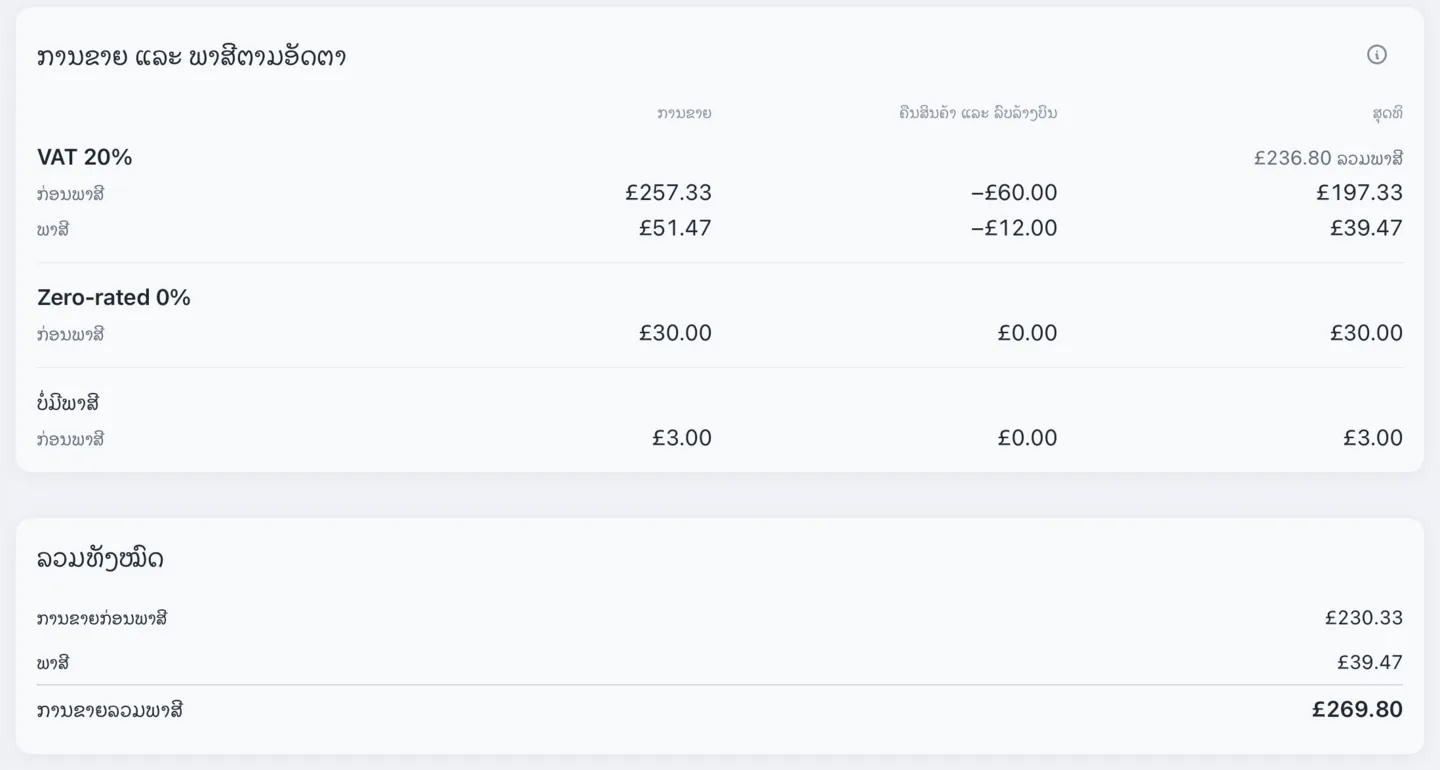 ການຂາຍ ແລະ ພາສີຕາມອັດຕາ
ການຂາຍ ຄືນສິນຄ້າ ແລະ ລົບລ້າງບິນ ສຸດທິ
VAT 20% £236.80 ລວມພາສີ
ກ່ອນພາສີ £257.33 −£60.00 £197.33
ພາສີ £51.47 −£12.00 £39.47
Zero-rated 0%
ກ່ອນພາສີ £30.00 £0.00 £30.00
ບໍ່ມີພາສີ
ກ່ອນພາສີ £3.00 £0.00 £3.00
ລວມທັງໝົດ
ການຂາຍກ່ອນພາສີ £230.33
ພາສີ £39.47
ການຂາຍລວມພາສີ £269.80